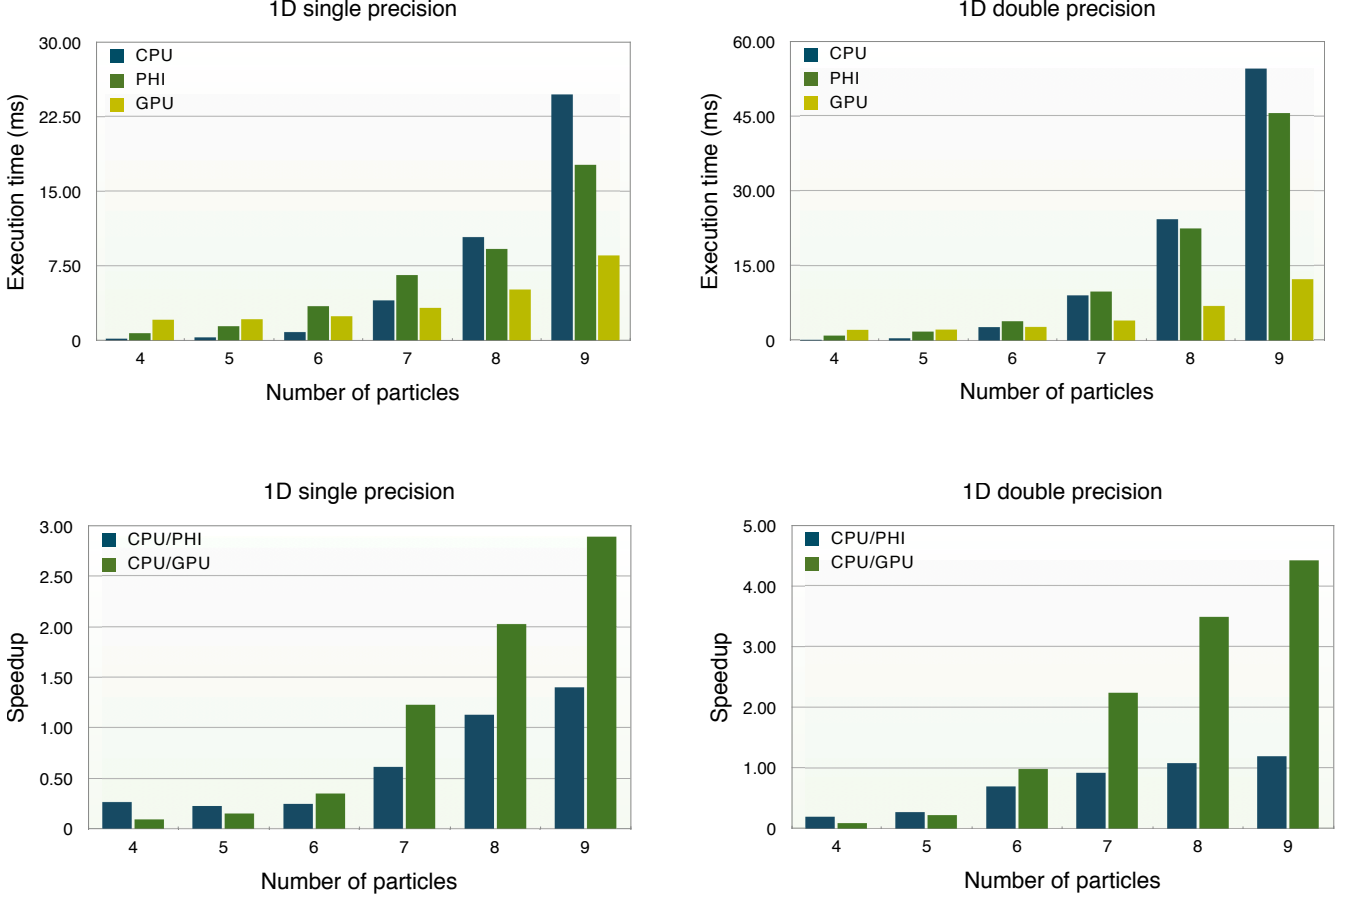 1D single precision
30.00
22.50
15.00
7.50
0
Execution time (ms)
CPU
PHI
GPU
4 5 6 7 8 9
Number of particles
1D double precision
60.00
45.00
30.00
15.00
0
Execution time (ms)
CPU
PHI
GPU
4 5 6 7 8 9
Number of particles
1D single precision
3.00
2.50
2.00
1.50
1.00
0.50
0
Speedup
CPU/PHI
CPU/GPU
4 5 6 7 8 9
Number of particles
1D double precision
5.00
4.00
3.00
2.00
1.00
0
Speedup
CPU/PHI
CPU/GPU
4 5 6 7 8 9
Number of particles